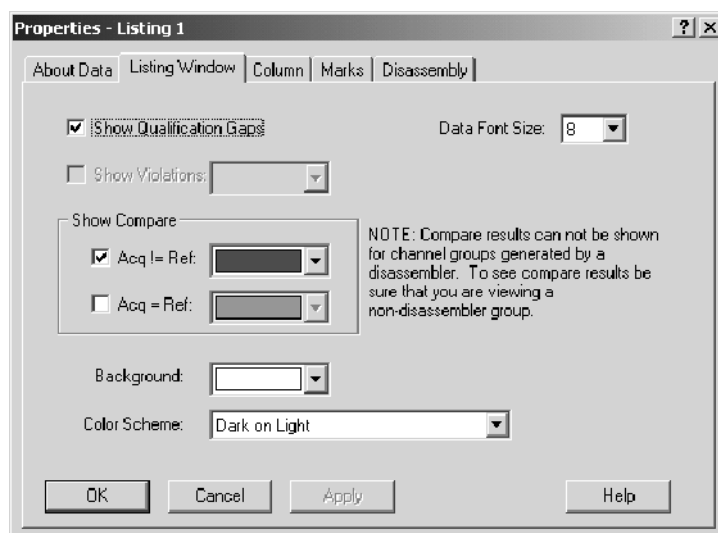 Properties - Listing 1
About Data Listing Window Column Marks Disassembly
Show Qualification Gaps
Data Font Size: 8
Show Violations:
Show Compare
Acq != Ref:
Acq = Ref:
NOTE: Compare results can not be shown
for channel groups generated by a
disassembler. To see compare results be
sure that you are viewing a
non-disassembler group.
Background:
Color Scheme: Dark on Light
OK Cancel Apply Help